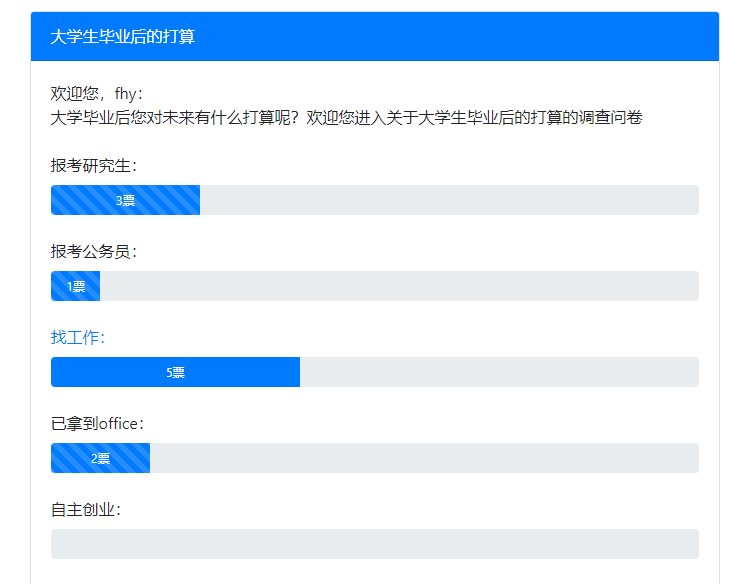 大学生毕业后的打算
欢迎您，fhy：
大学毕业后您对未来有什么打算呢？欢迎您进入关于大学生毕业后的打算的调查问卷
报考研究生：
3票
报考公务员：
1票
找工作：
5票
已拿到office：
2票
自主创业：